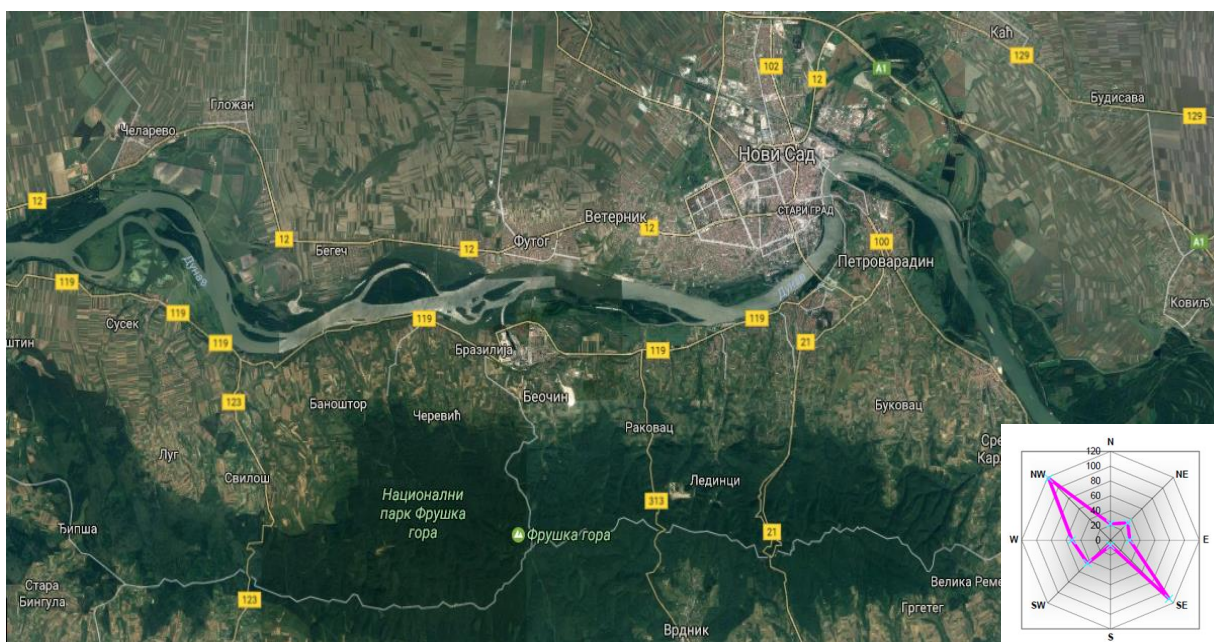 Каћ
129
102
A1
12
Будисава
129
Гложан
Челарево
Нови Сад
12
Ветерник
СТАРИ ГРАД
12
100
A1
12
Бегеч
12
Футог
Петроварадин
Дунав
Дунав
119
119
Сусек
119
119
119
119
21
Ковиљ
штин
Бразилија
123
Баноштор
Черевић
Беочин
Раковац
Буковац
Сре
Кар
Луг
Свилош
Национални
парк Фрушка
гора
Лединци
313
Фрушка гора
21
Ђипша
Стара
Бингула
123
Врдник
Велика Реме
Гргетег
N
120
100
80
60
40
20
0
NW
NE
W
E
SW
SE
S